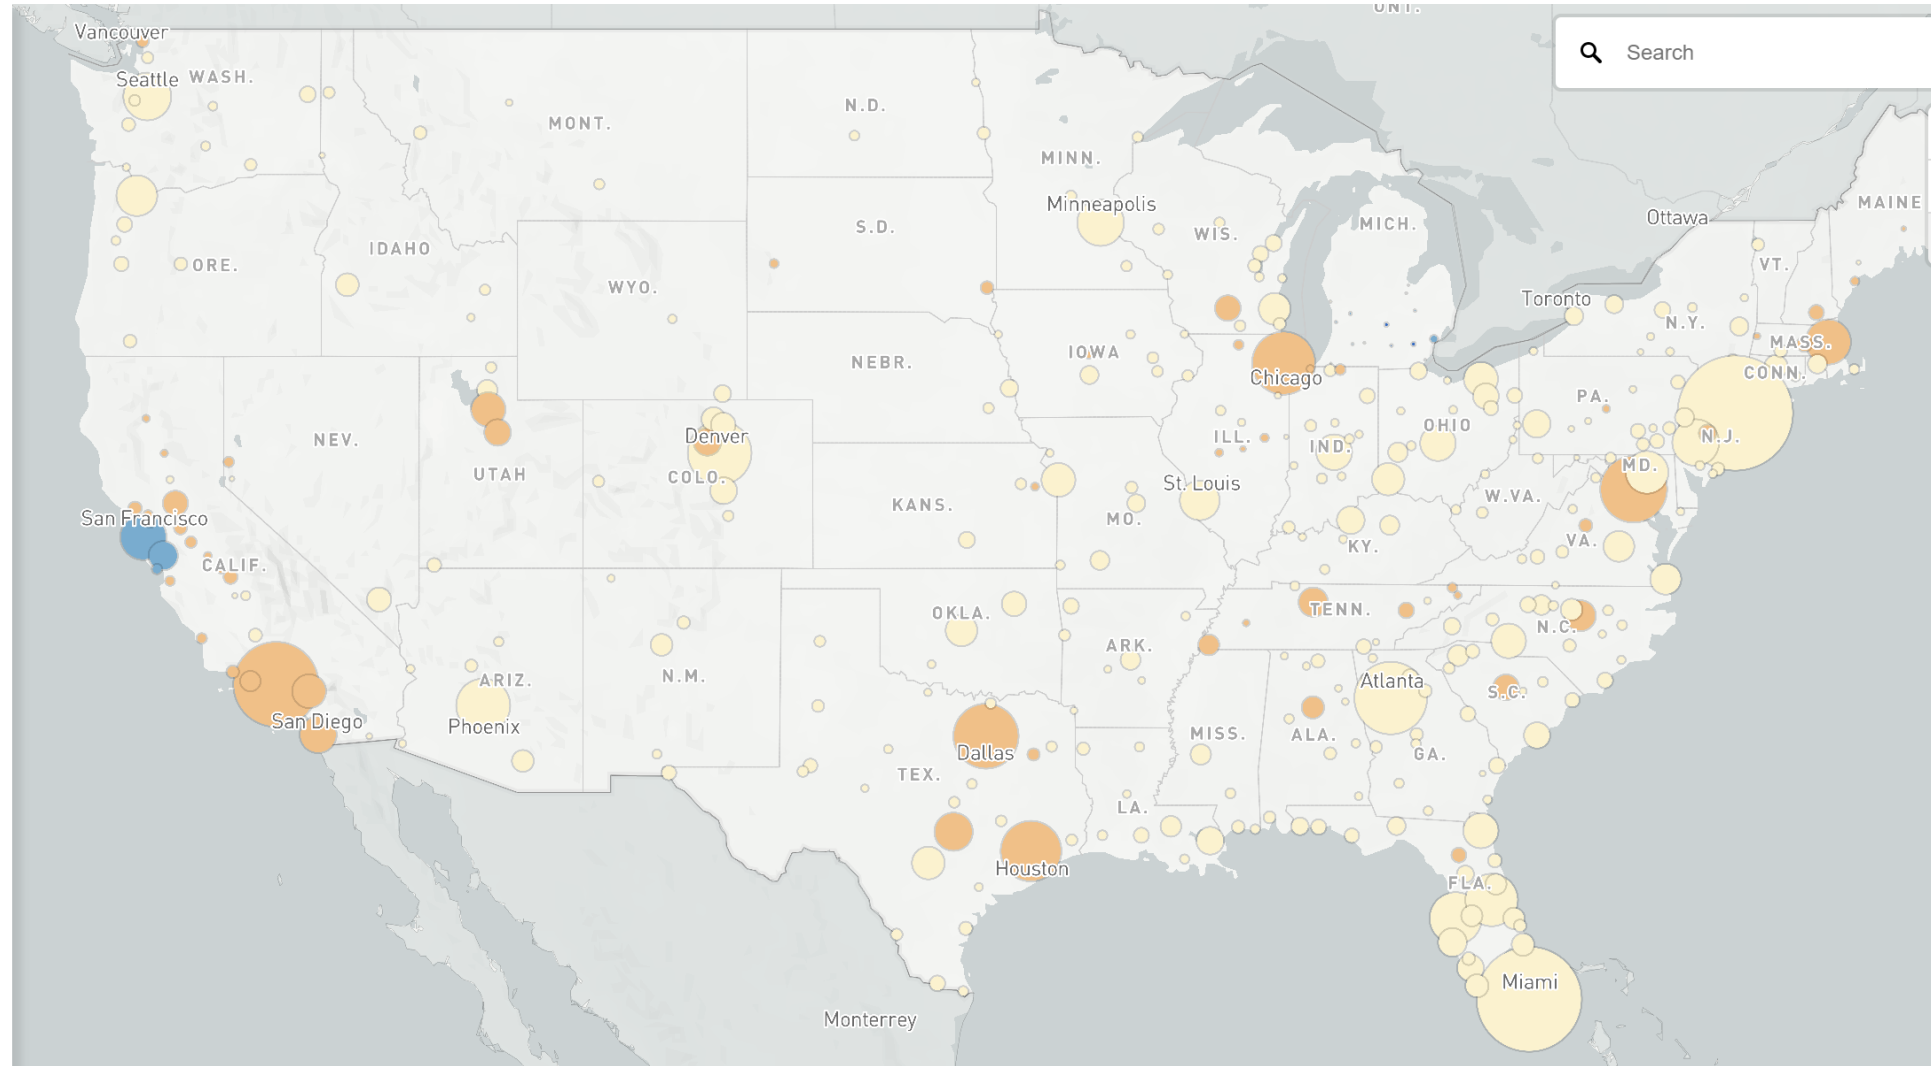 ONT.
Vancouver
Search
Seattle
WASH.
N.D.
MONT.
MINN.
Minneapolis
MAINE
Ottawa
MICH.
S.D.
WIS.
IDAHO
ORE.
VT.
WYO.
Toronto
N.Y.
MASS.
IOWA
NEBR.
CONN.
Chicago
PA.
OHIO
NEV.
Denver
ILL.
IND.
N.J.
MD.
UTAH
COLO.
St. Louis
W.VA.
KANS.
San Francisco
MO.
VA.
KY.
CALIF.
OKLA.
TENN.
N.C.
ARK.
N.M.
ARIZ.
Atlanta
S.C.
San Diego
Phoenix
MISS.
ALA.
Dallas
GA.
TEX.
LA.
Houston
FLA.
Miami
Monterrey